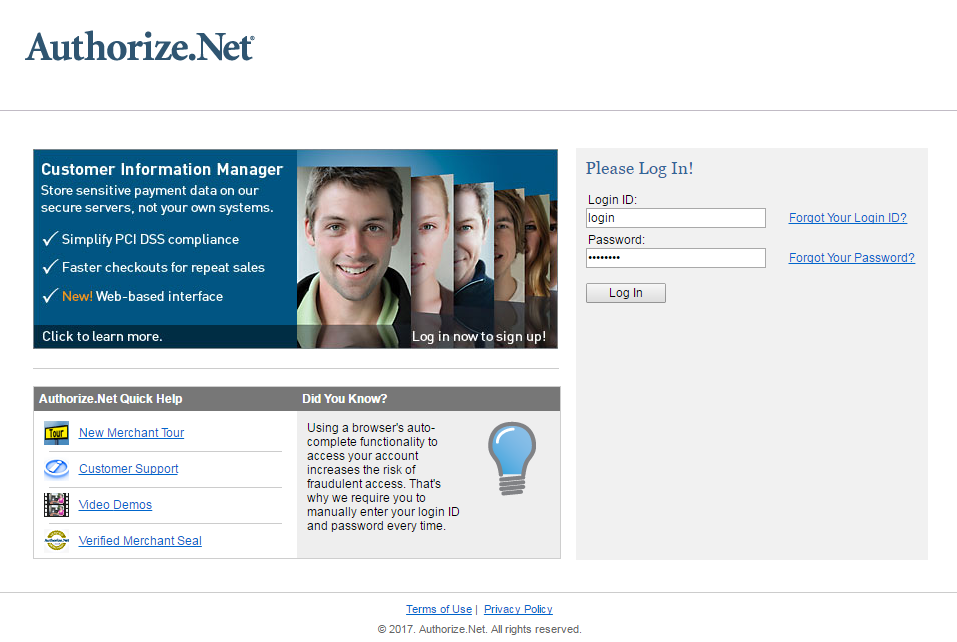 Authorize.Net®
Customer Information Manager
Store sensitive payment data on our
secure servers, not your own systems.
Simplify PCI DSS compliance
Faster checkouts for repeat sales
New! Web-based interface
Click to learn more.
Log in now to sign up!
Please Log In!
Login ID:
login
Forgot Your Login ID?
Password:
••••••••
Forgot Your Password?
Log In
Authorize.Net Quick Help
Tour
New Merchant Tour
Customer Support
Video Demos
Authorize.Net
Verified Merchant Seal
Did You Know?
Using a browser's auto-
complete functionality to
access your account
increases the risk of
fraudulent access. That's
why we require you to
manually enter your login ID
and password every time.
Terms of Use | Privacy Policy
© 2017. Authorize.Net. All rights reserved.